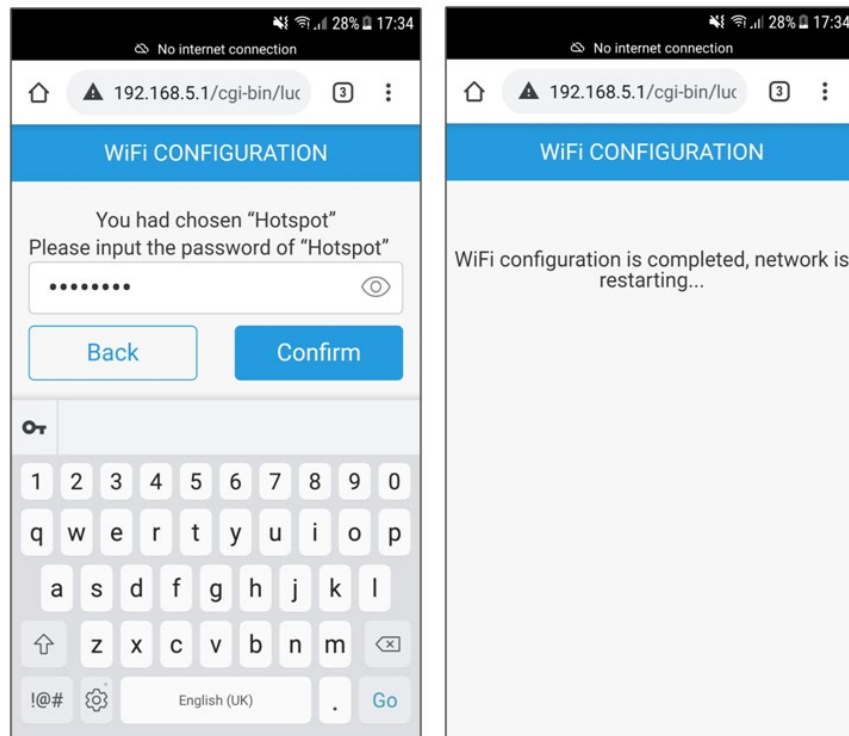 28% 17:34
No internet connection
192.168.5.1/cgi-bin/luc 3
WiFi CONFIGURATION
You had chosen “Hotspot”
Please input the password of “Hotspot”
••••••••
Back Confirm
1 2 3 4 5 6 7 8 9 0
q w e r t y u i o p
a s d f g h j k l
z x c v b n m
!@# English (UK) . Go
28% 17:34
No internet connection
192.168.5.1/cgi-bin/luc 3
WiFi CONFIGURATION
WiFi configuration is completed, network is
restarting...